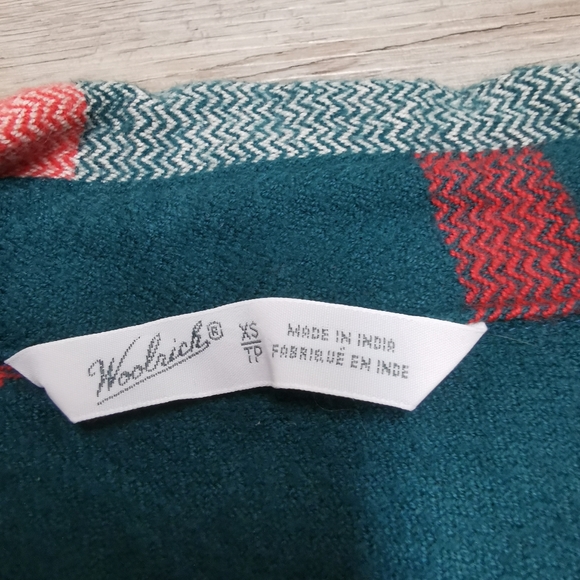 Woolrich®
XS
TP
MADE IN INDIA
FABRIQUÉ EN INDE